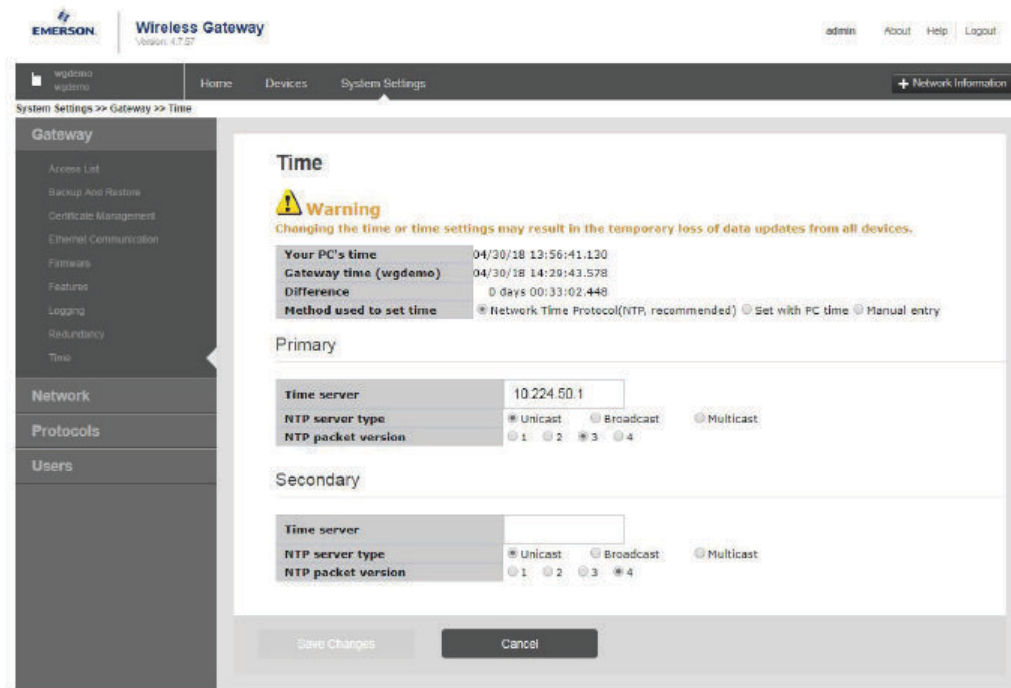 EMERSON
Wireless Gateway
Version: 4.7.57
admin About Help Logout
wgdemo
wgdemo
Home Devices System Settings
+ Network Information
System Settings >> Gateway >> Time
Gateway
Access List
Backup And Restore
Certificate Management
Ethernet Communication
Firmware
Features
Logging
Redundancy
Time
Network
Protocols
Users
Time
Warning
Changing the time or time settings may result in the temporary loss of data updates from all devices.
Your PC's time 04/30/18 13:56:41.130
Gateway time (wgdemo) 04/30/18 14:29:43.578
Difference 0 days 00:33:02.448
Method used to set time Network Time Protocol(NTP, recommended) Set with PC time Manual entry
Primary
Time server 10.224.50.1
NTP server type Unicast Broadcast Multicast
NTP packet version 1 2 3 4
Secondary
Time server
NTP server type Unicast Broadcast Multicast
NTP packet version 1 2 3 4
Save Changes Cancel